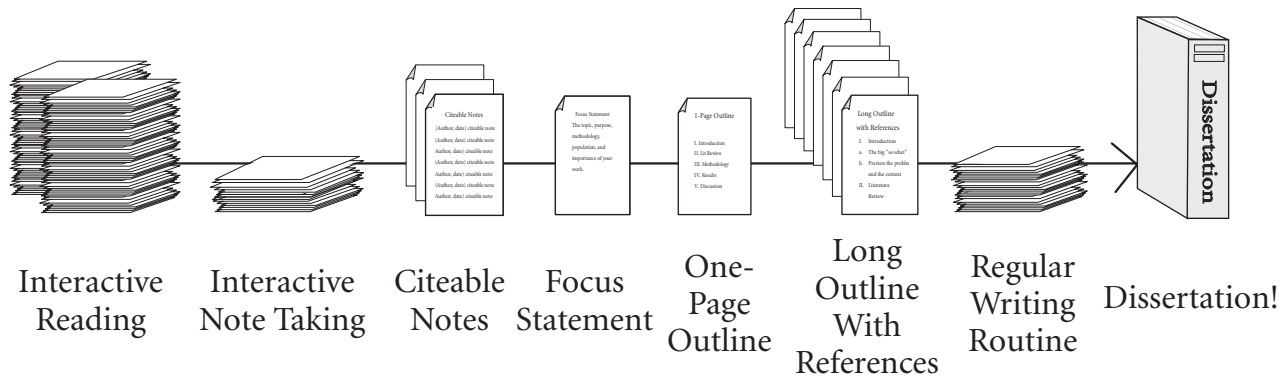 Citeable Notes
(Author, date) citeable note
(Author, date) citeable note
Author, date) citeable note
(Author, date) citeable note
Author, date) citeable note
(Author, date) citeable note
Author, date) citeable note
Focus Statement
The topic, purpose,
methodology,
population, and
importance of your
work.
1-Page Outline
I. Introduction
II. Lit Review
III. Methodology
IV. Results
V. Discussion
Long Outline
with References
I. Introduction
a. The big "so what"
b. Preview the problem
and the context
II. Literature
Review
Dissertation
Interactive
Reading
Interactive
Note Taking
Citeable
Notes
Focus
Statement
One-
Page
Outline
Long
Outline
With
References
Regular
Writing
Routine
Dissertation!